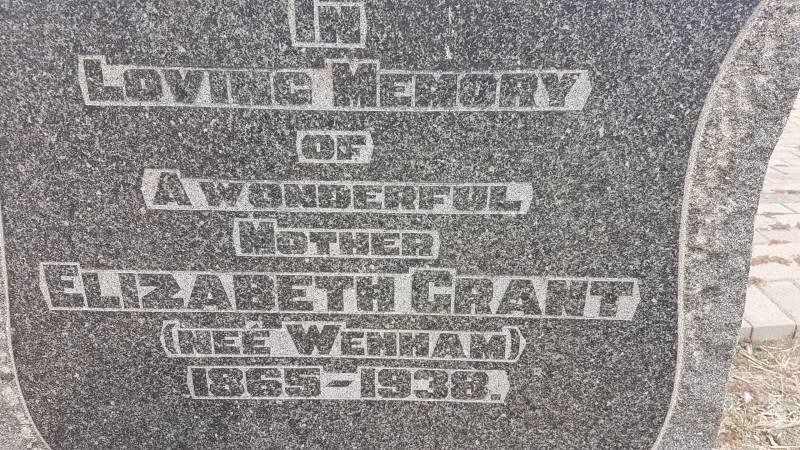 IN
LOVING MEMORY
OF
A WONDERFUL
MOTHER
ELIZABETH GRANT
(NEÉ WENHAM)
1865-1938.